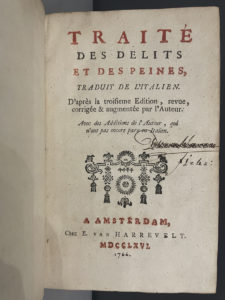 TRAITÉ
DES DELITS
ET DES PEINES,
TRADUIT DE L'ITALIEN.
D'après la troisieme Edition, revue,
corrigée & augmentée par l'Auteur.
Avec des Additions de l'Auteur, qui
n'ont pas encore paru en Italien.
A AMSTERDAM,
Chez E. van HARREVELT.
MDCCLXVI.
1766.